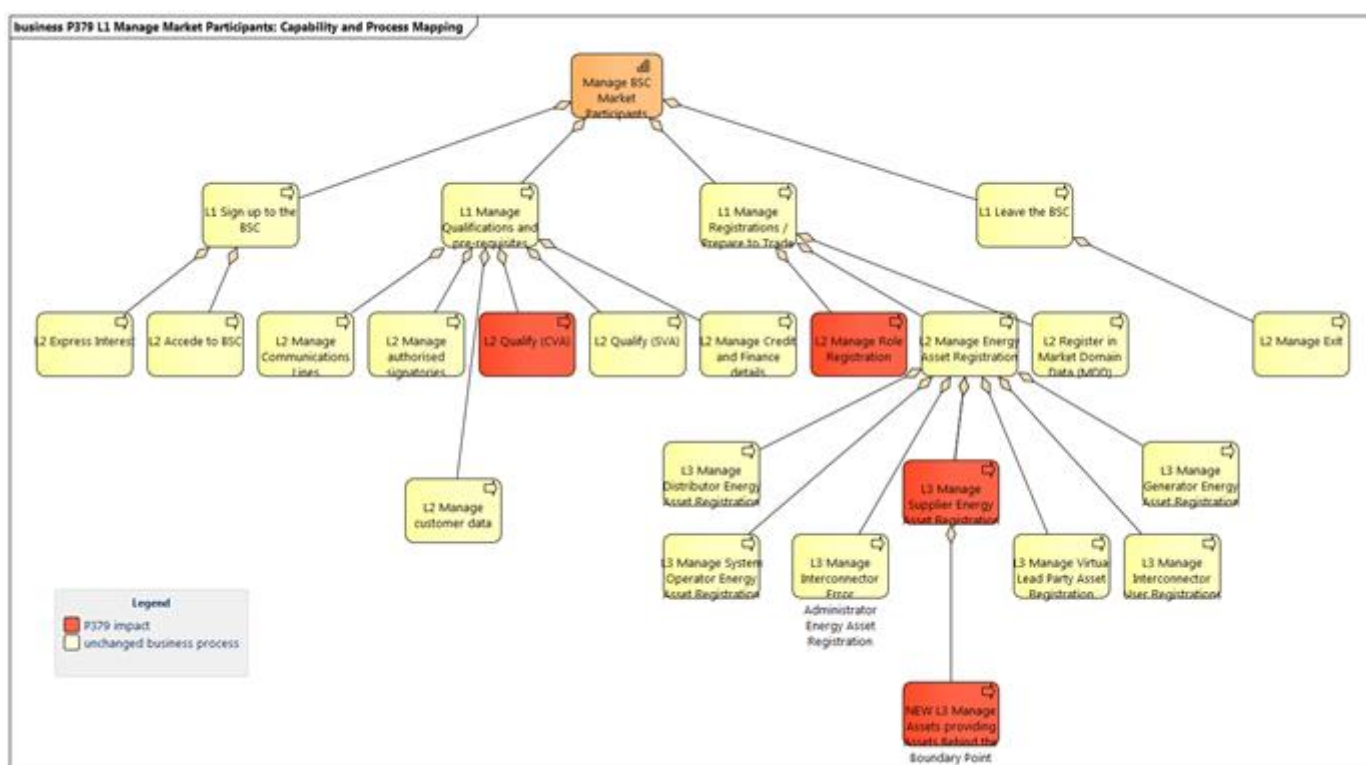 business P379 L1 Manage Market Participants: Capability and Process Mapping
Manage BSC
Market
Participants
L1 Sign up to the
BSC
L1 Manage
Qualifications and
pre-requisites
L1 Manage
Registrations /
Prepare to Trade
L1 Leave the BSC
L2 Express Interest
L2 Accede to BSC
L2 Manage
Communications
Lines
L2 Manage
authorised
signatories
L2 Qualify (CVA)
L2 Qualify (SVA)
L2 Manage Credit
and Finance
details
L2 Manage Role
Registration
L2 Manage Energy
Asset Registration
L2 Register in
Market Domain
Data (MDD)
L2 Manage Exit
L2 Manage
customer data
L3 Manage
Distributor Energy
Asset Registration
L3 Manage
Supplier Energy
Asset Registration
L3 Manage
Generator Energy
Asset Registration
L3 Manage System
Operator Energy
Asset Registration
L3 Manage
Interconnector
Error
Administrator
Energy Asset
Registration
L3 Manage Virtual
Lead Party Asset
Registration
L3 Manage
Interconnector
User Registrations
Legend
P379 impact
unchanged business process
NEW L3 Manage
Assets providing
Assets Behind the
Boundary Point